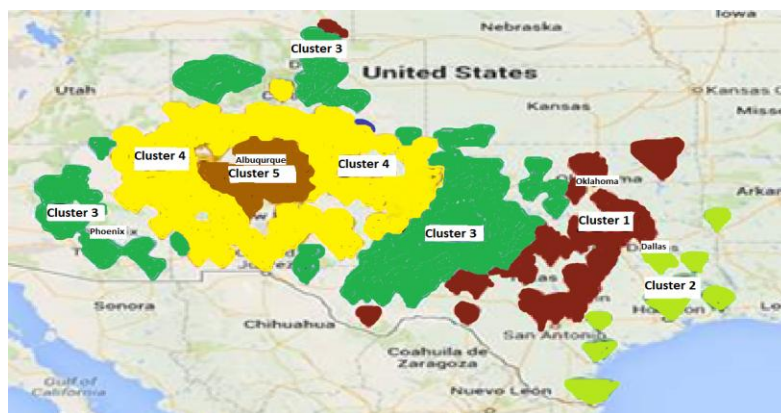 Nebraska
Iowa
Cluster 3
Utah
United States
Kansas C
Kansas
Misso
Albuqurque
Cluster 4
Cluster 4
Cluster 5
Oklahoma
Arkan
Cluster 3
Cluster 1
Phoenix
Cluster 3
Dallas
Cluster 2
Sonora
Chihuahua
San Antonio
Coahuila de
Zaragoza
Gulf of
California
Nuevo León